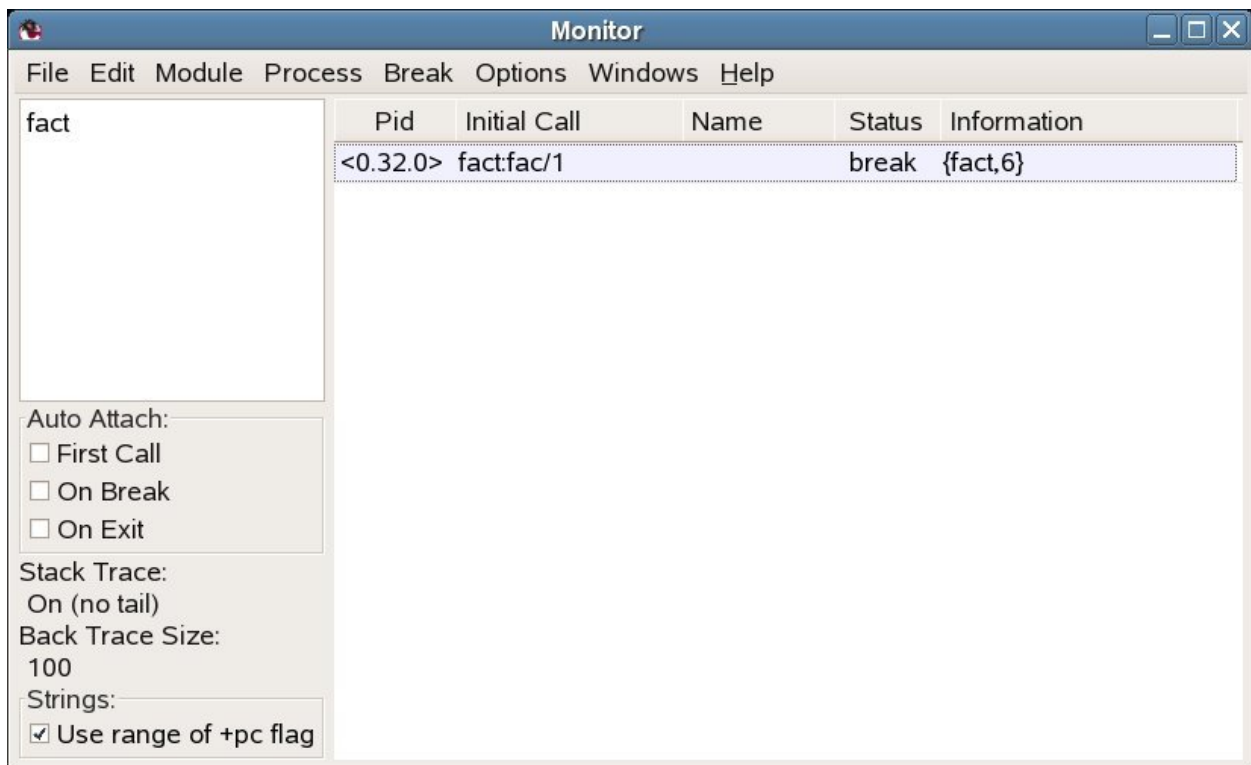 Monitor
File Edit Module Process Break Options Windows Help
fact
Pid Initial Call Name Status Information
<0.32.0> fact:fac/1 break {fact,6}
Auto Attach:
First Call
On Break
On Exit
Stack Trace:
On (no tail)
Back Trace Size:
100
Strings:
Use range of +pc flag